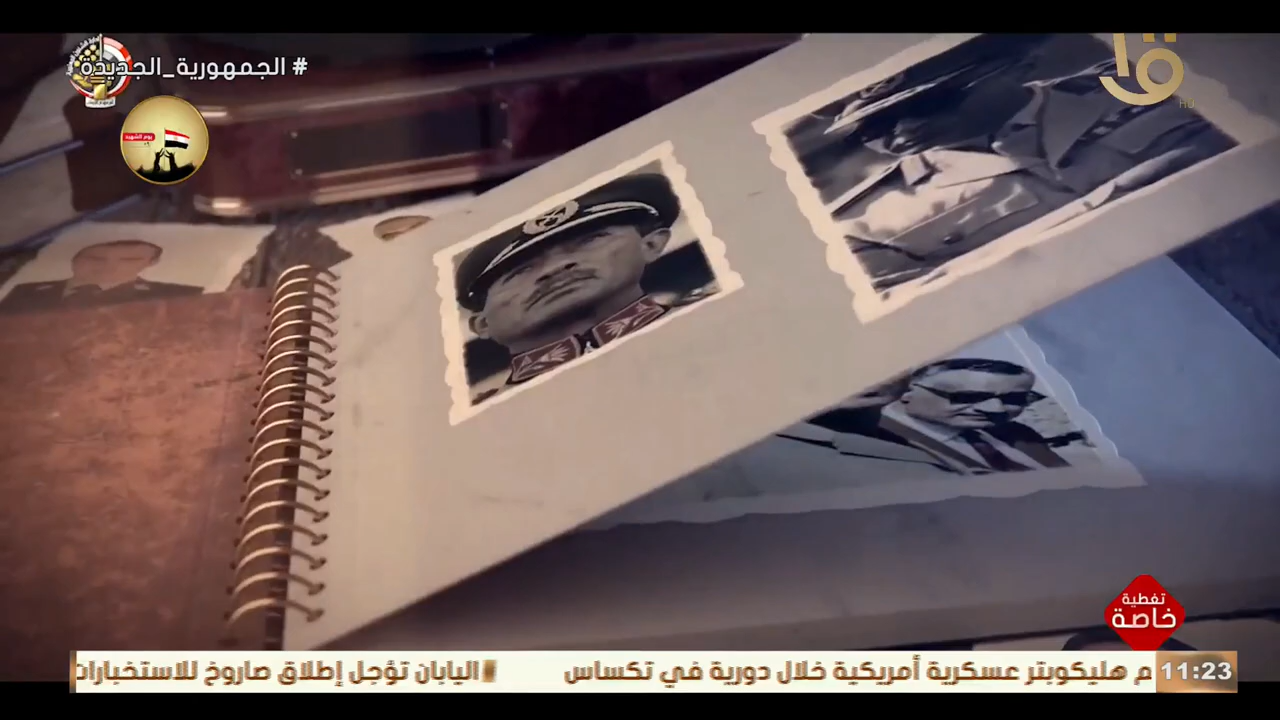 #الجمهورية_الجديدة
يوم الشهيد
HD
تغطية
خاصة
م هليكوبتر عسكرية أمريكية خلال دورية في تكساس
اليابان تؤجل إطلاق صاروخ للاستخبارات
11:23